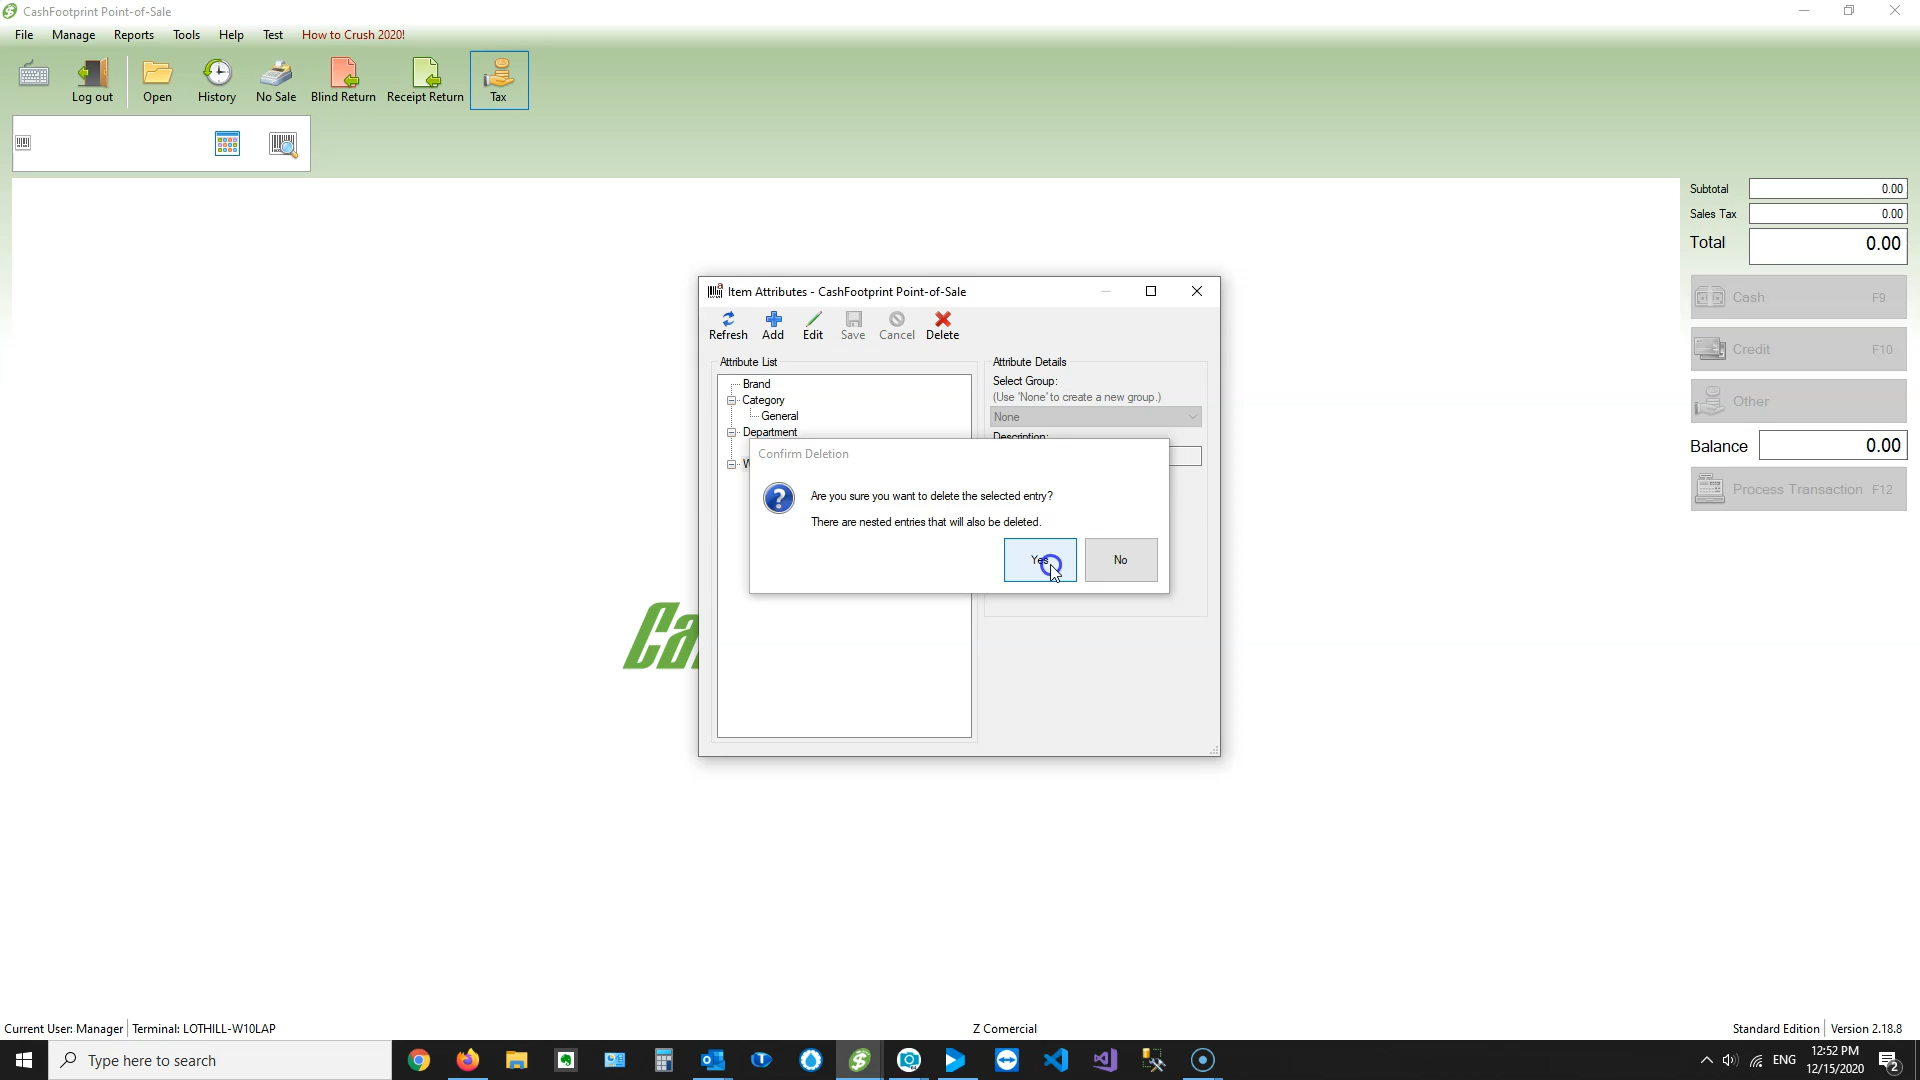 CashFootprint Point-of-Sale
File Manage Reports Tools Help Test How to Crush 2020!
Log out Open History No Sale Blind Return Receipt Return Tax
Subtotal 0.00
Sales Tax 0.00
Total 0.00
Cash F9
Credit F10
Other
Balance 0.00
Process Transaction F12
Item Attributes - CashFootprint Point-of-Sale
Refresh Add Edit Save Cancel Delete
Attribute List
Brand
Category
General
Department
Attribute Details
Select Group:
(Use 'None' to create a new group.)
None
Description:
Confirm Deletion
Are you sure you want to delete the selected entry?
There are nested entries that will also be deleted.
Yes No
Ca
Current User: Manager Terminal: LOTHILL-W10LAP Z Comercial Standard Edition Version 2.18.8
Type here to search
ENG
12:52 PM
12/15/2020
2